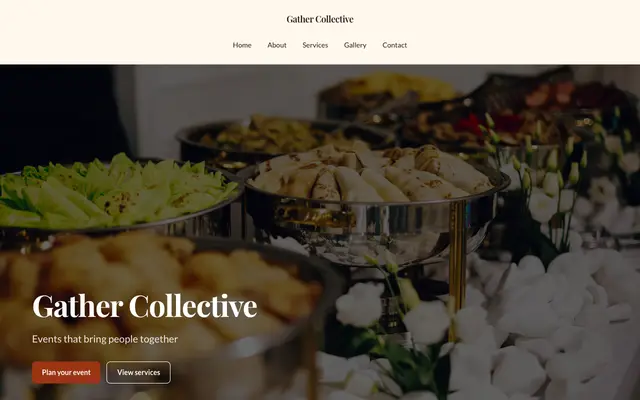 Gather Collective
Home About Services Gallery Contact
Gather Collective
Events that bring people together
Plan your event View services